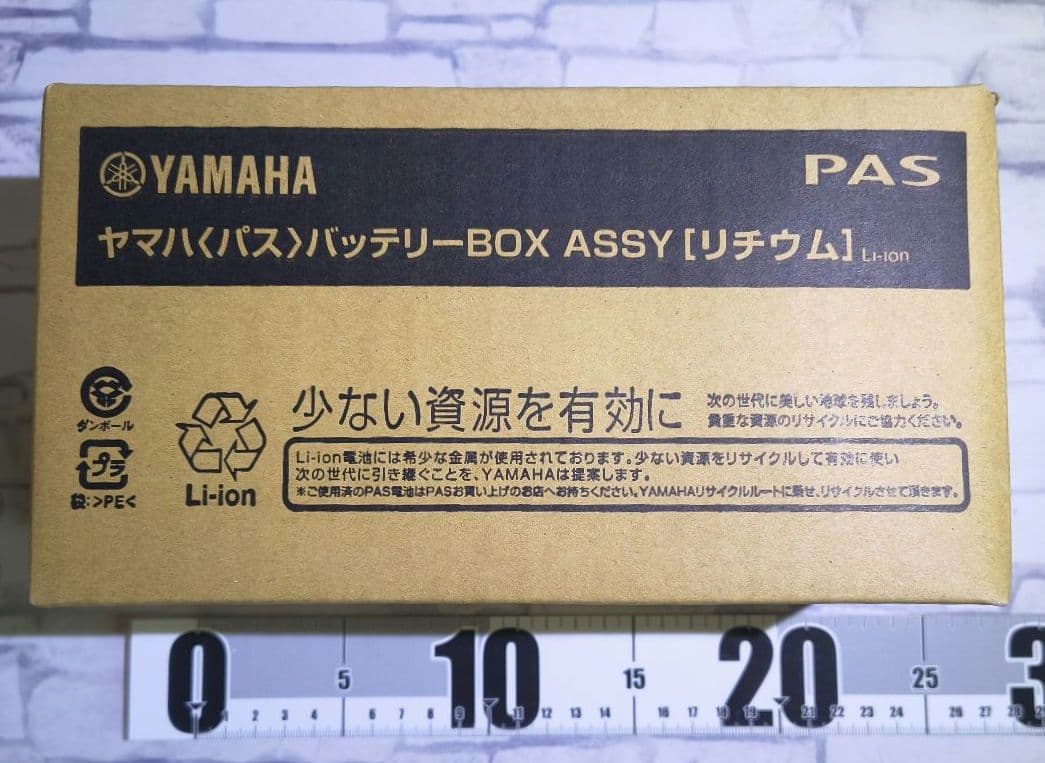 YAMAHA
PAS
ヤマハ〈パス〉バッテリーBOX ASSY[リチウム] Li-ion
ダンボール
プラ
袋:>PE<
Li-ion
少ない資源を有効に
次の世代に美しい地球を残しましょう。
貴重な資源のリサイクルにご協力ください。
Li-ion電池には希少な金属が使用されております。少ない資源をリサイクルして有効に使い
次の世代に引き継ぐことを、YAMAHAは提案します。
※ご使用済のPAS電池はPASお買い上げのお店へお持ちください。YAMAHAリサイクルルートに乗せ、リサイクルさせて頂きます。
0 5 10 15 20 25 3
1 2 3 4 6 7 8 9 11 12 13 14 16 17 18 19 21 22 23 24 26 27 28 29